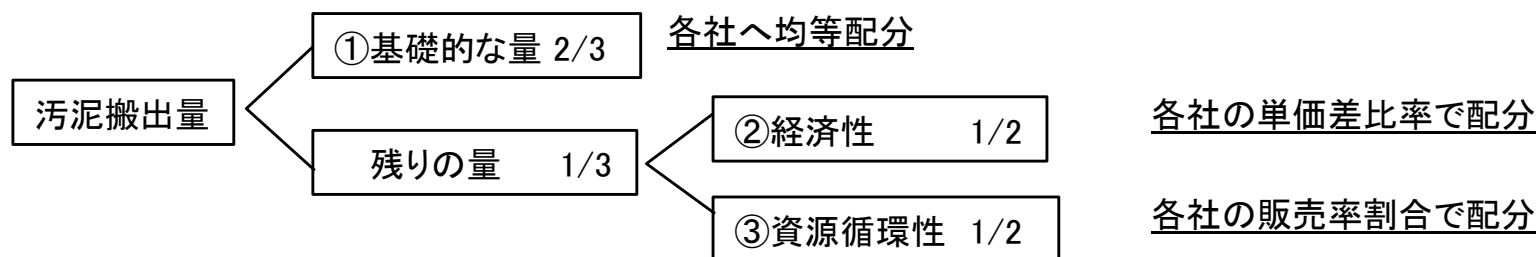 ①基礎的な量 2/3 各社へ均等配分
汚泥搬出量
②経済性 1/2 各社の単価差比率で配分
残りの量 1/3
③資源循環性 1/2 各社の販売率割合で配分